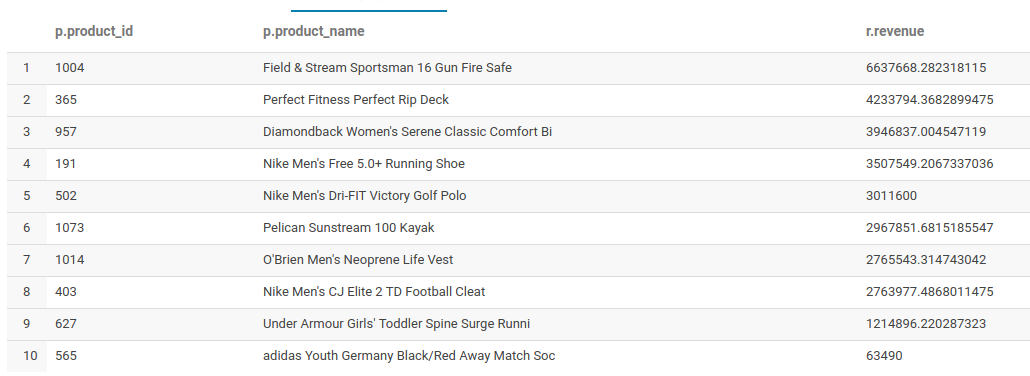 p.product_id p.product_name r.revenue
1 1004 Field & Stream Sportsman 16 Gun Fire Safe 6637668.282318115
2 365 Perfect Fitness Perfect Rip Deck 4233794.3682899475
3 957 Diamondback Women's Serene Classic Comfort Bi 3946837.004547119
4 191 Nike Men's Free 5.0+ Running Shoe 3507549.2067337036
5 502 Nike Men's Dri-FIT Victory Golf Polo 3011600
6 1073 Pelican Sunstream 100 Kayak 2967851.6815185547
7 1014 O'Brien Men's Neoprene Life Vest 2765543.314743042
8 403 Nike Men's CJ Elite 2 TD Football Cleat 2763977.4868011475
9 627 Under Armour Girls' Toddler Spine Surge Runni 1214896.220287323
10 565 adidas Youth Germany Black/Red Away Match Soc 63490